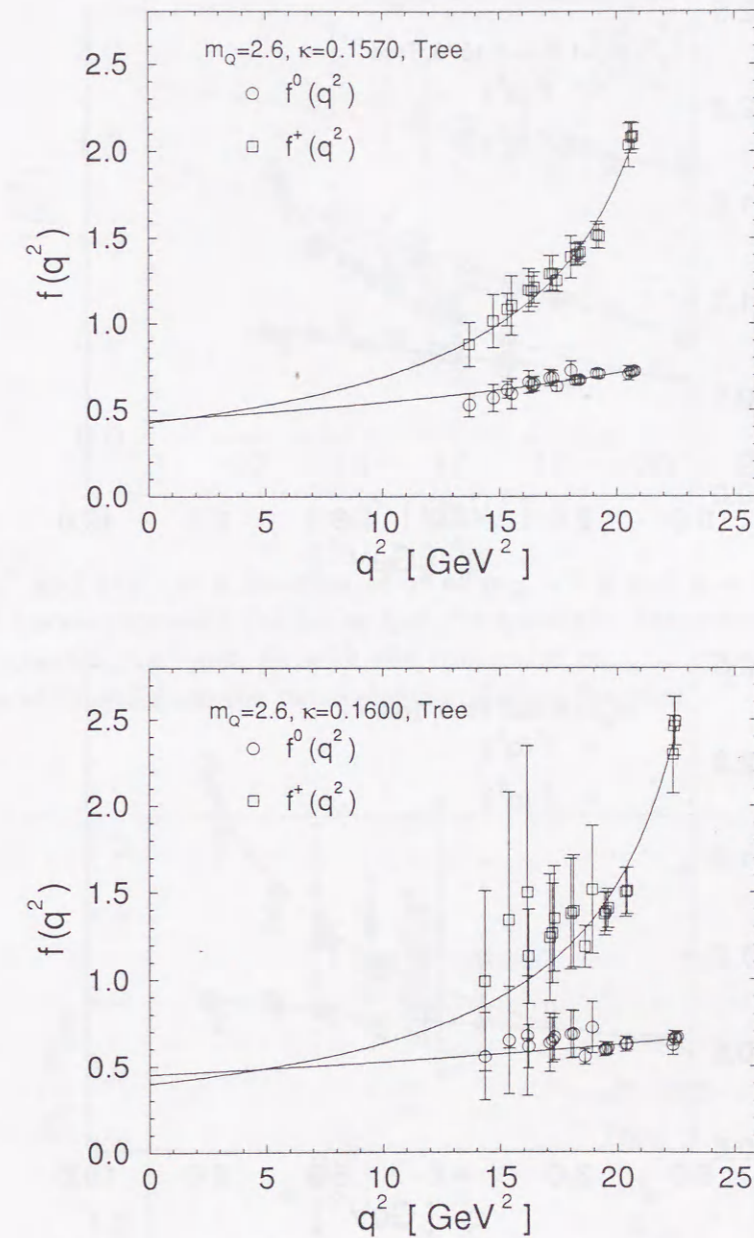 2.5
2.0
1.5
1.0
0.5
0.0
f(q²)
m_Q=2.6, κ=0.1570, Tree
f⁰(q²)
f⁺(q²)
0 5 10 15 20 25
q² [ GeV² ]
2.5
2.0
1.5
1.0
0.5
0.0
f(q²)
m_Q=2.6, κ=0.1600, Tree
f⁰(q²)
f⁺(q²)
0 5 10 15 20 25
q² [ GeV² ]